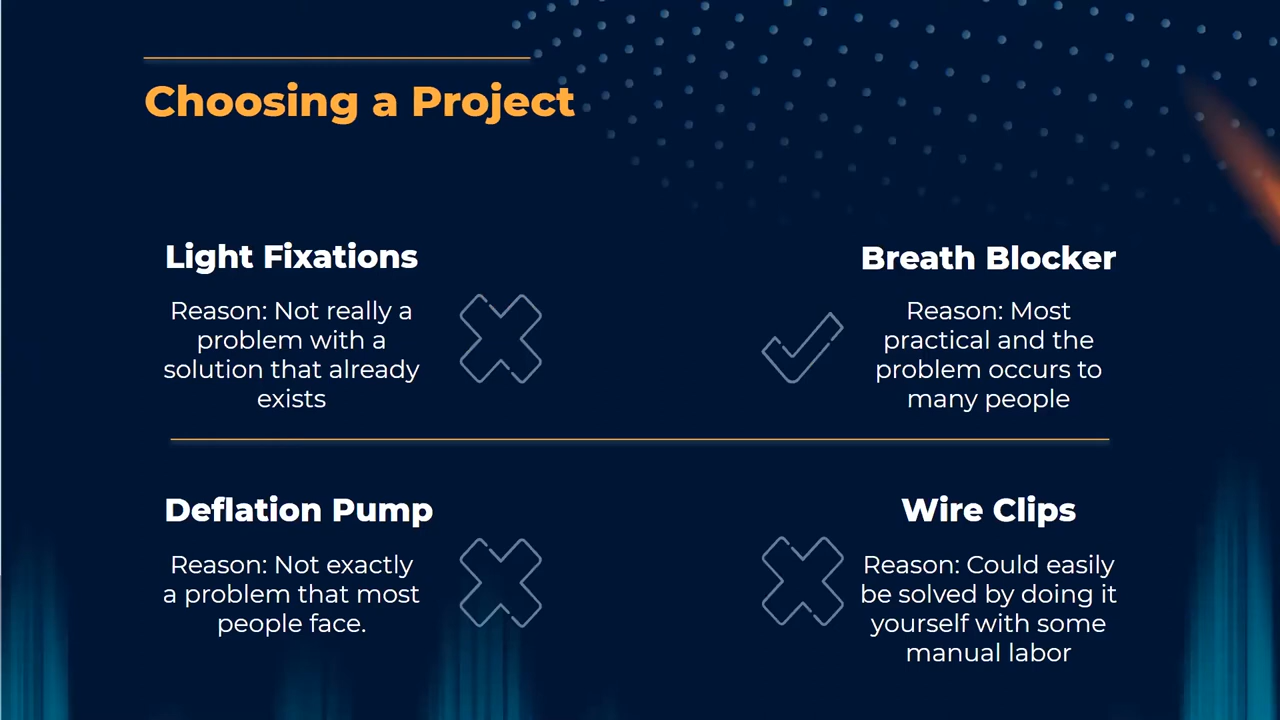 Choosing a Project
Light Fixations
Reason: Not really a
problem with a
solution that already
exists
Breath Blocker
Reason: Most
practical and the
problem occurs to
many people
Deflation Pump
Reason: Not exactly
a problem that most
people face.
Wire Clips
Reason: Could easily
be solved by doing it
yourself with some
manual labor